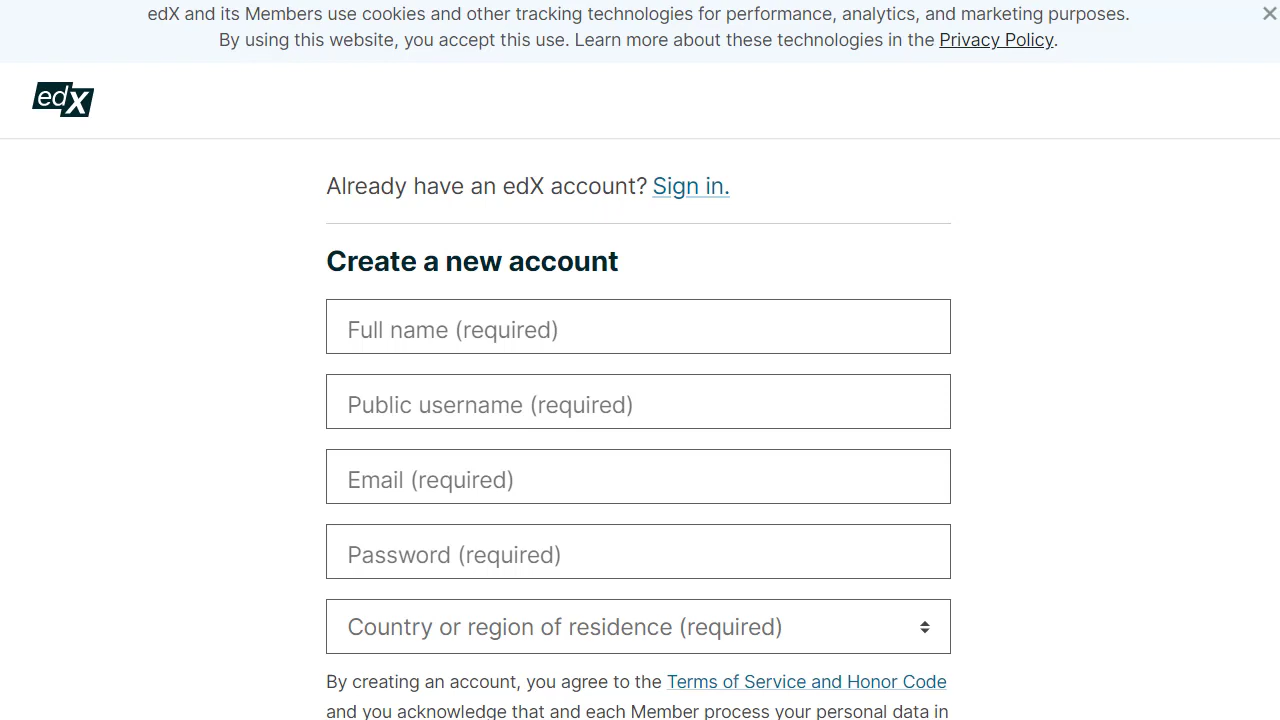 edX and its Members use cookies and other tracking technologies for performance, analytics, and marketing purposes.
By using this website, you accept this use. Learn more about these technologies in the Privacy Policy.
edX
Already have an edX account? Sign in.
Create a new account
Full name (required)
Public username (required)
Email (required)
Password (required)
Country or region of residence (required)
By creating an account, you agree to the Terms of Service and Honor Code
and you acknowledge that and each Member process your personal data in